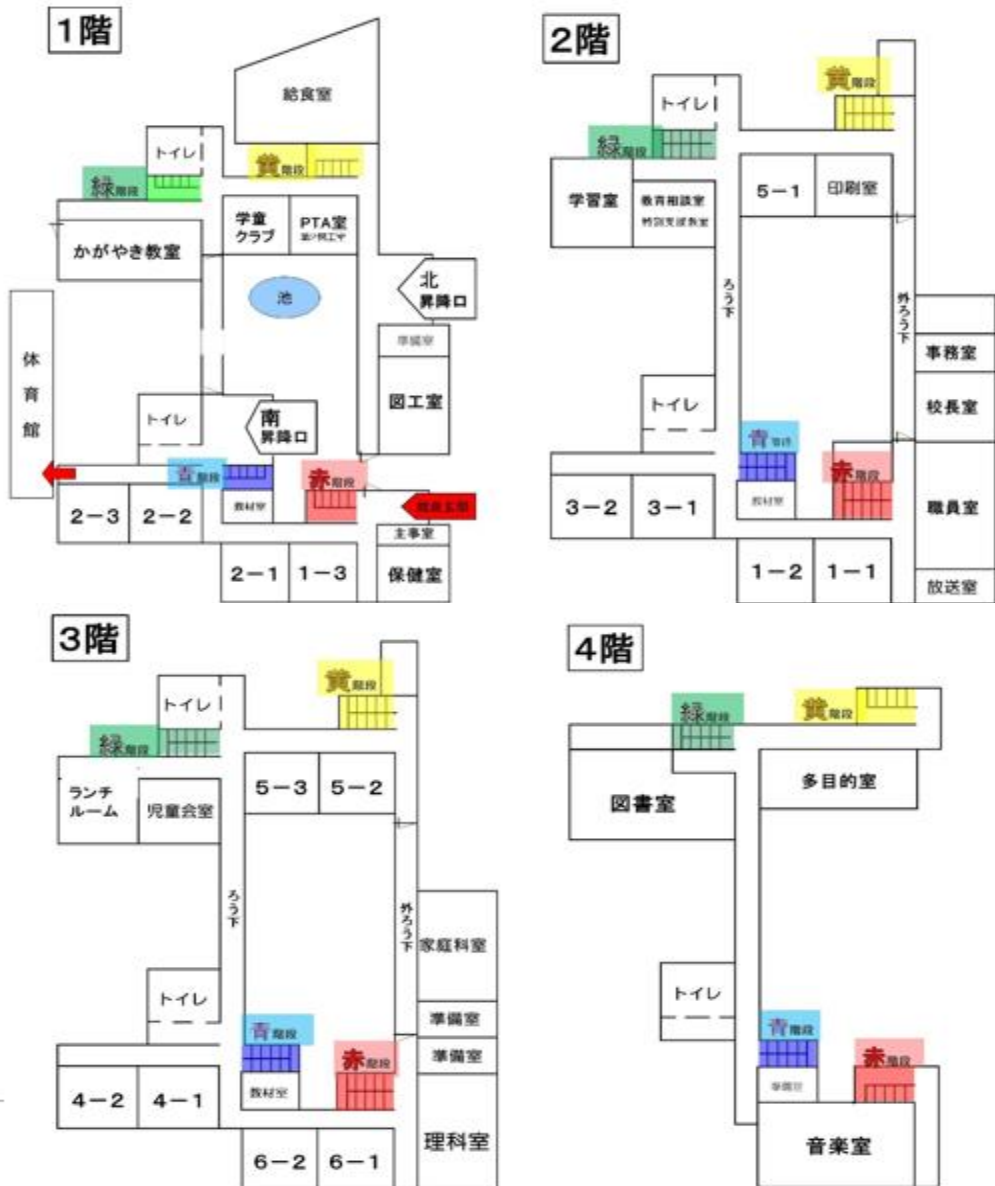 1階
給食室
トイレ
黄階段
緑階段
学童
クラブ
PTA室
かがやき教室
北
昇降口
池
準備室
体育館
図工室
トイレ
南
昇降口
青階段
赤階段
2-3
2-2
教材室
主事室
2-1
1-3
保健室
2階
黄階段
トイレ
緑階段
学習室
教育相談室
特別支援教室
5-1
印刷室
ろう下
外ろう下
事務室
校長室
トイレ
青階段
赤階段
3-2
3-1
教材室
職員室
1-2
1-1
放送室
3階
黄階段
トイレ
緑階段
ランチ
ルーム
児童会室
5-3
5-2
ろう下
外ろう下
家庭科室
トイレ
準備室
青階段
赤階段
準備室
4-2
4-1
教材室
理科室
6-2
6-1
4階
緑階段
黄階段
図書室
多目的室
トイレ
青階段
赤階段
準備室
音楽室